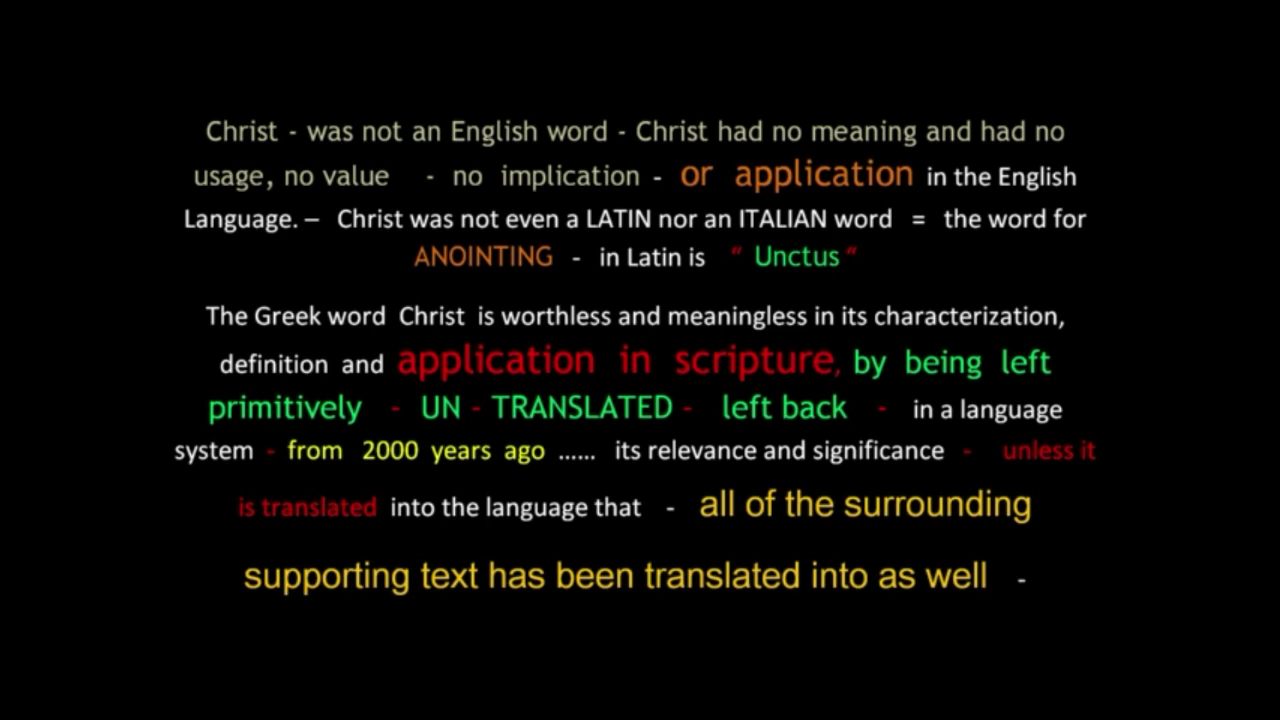 Christ - was not an English word - Christ had no meaning and had no
usage, no value - no implication - or application in the English
Language. – Christ was not even a LATIN nor an ITALIAN word = the word for
ANOINTING - in Latin is “ Unctus “
The Greek word Christ is worthless and meaningless in its characterization,
definition and application in scripture, by being left
primitively - UN - TRANSLATED - left back - in a language
system - from 2000 years ago …… its relevance and significance - unless it
is translated into the language that - all of the surrounding
supporting text has been translated into as well -